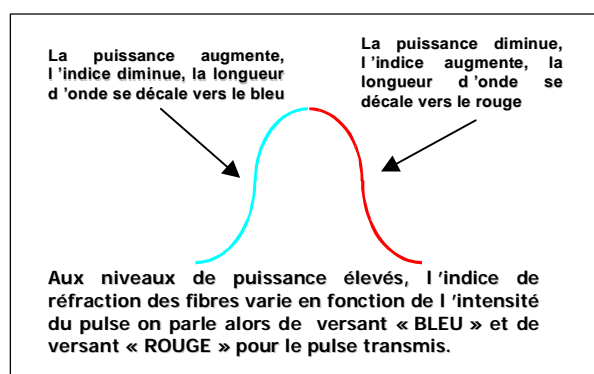 La puissance augmente,
l 'indice diminue, la longueur
d 'onde se décale vers le bleu
La puissance diminue,
l 'indice augmente, la
longueur d 'onde se
décale vers le rouge
Aux niveaux de puissance élevés, l 'indice de
réfraction des fibres varie en fonction de l 'intensité
du pulse on parle alors de versant « BLEU » et de
versant « ROUGE » pour le pulse transmis.